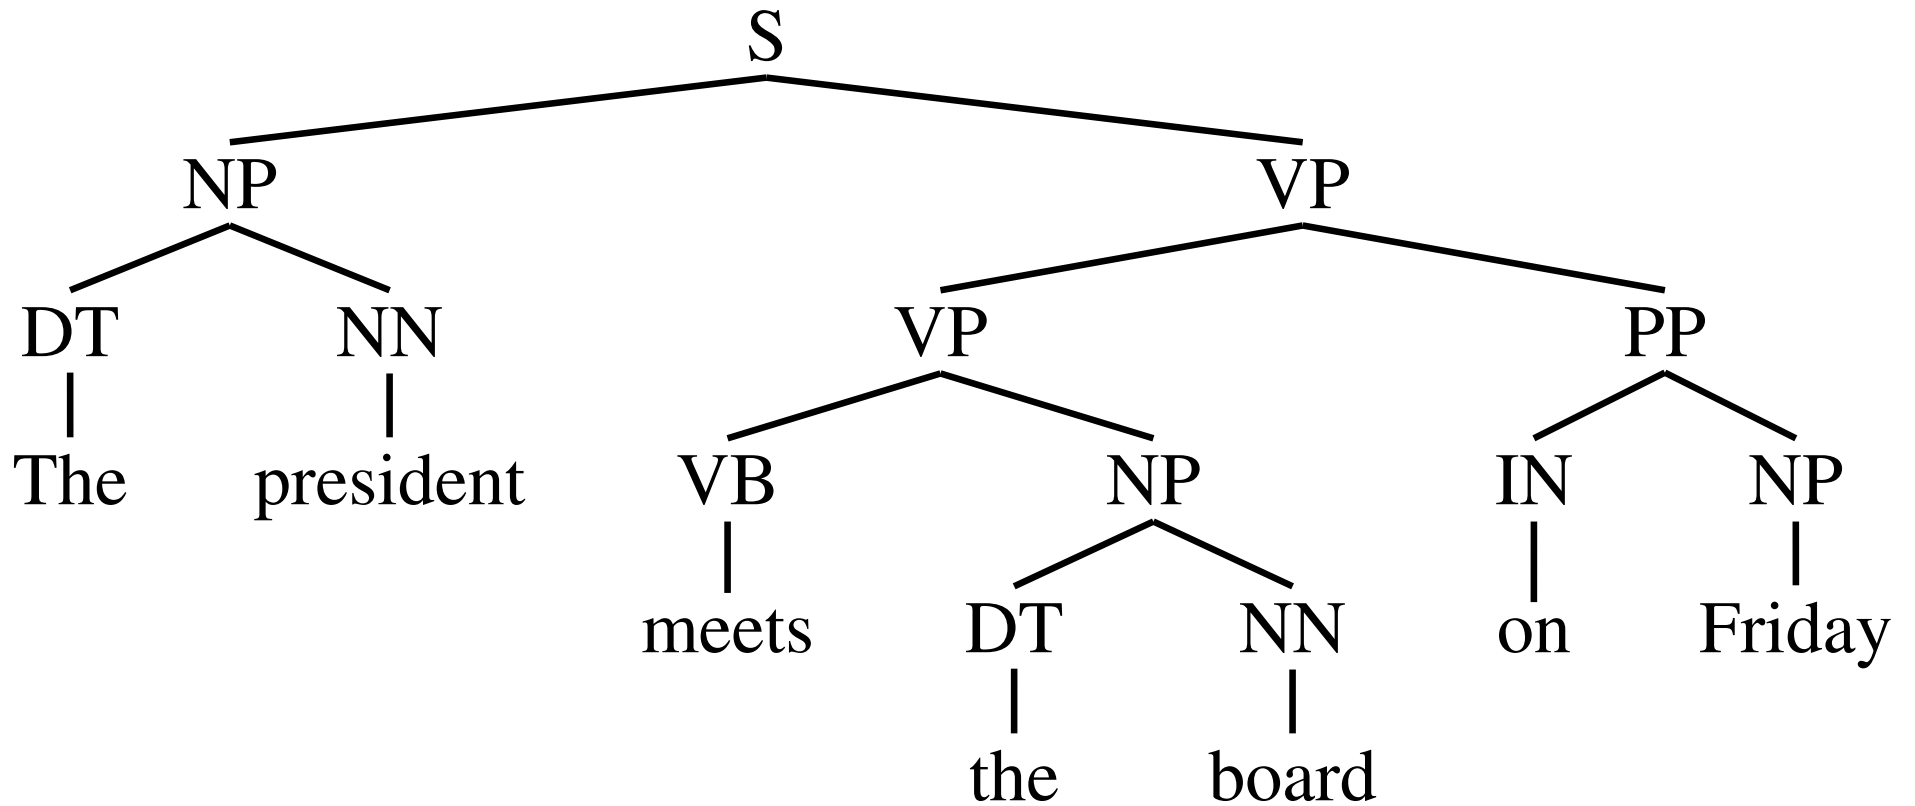 S
NP VP
DT NN VP PP
The president VB NP IN NP
meets DT NN on Friday
the board